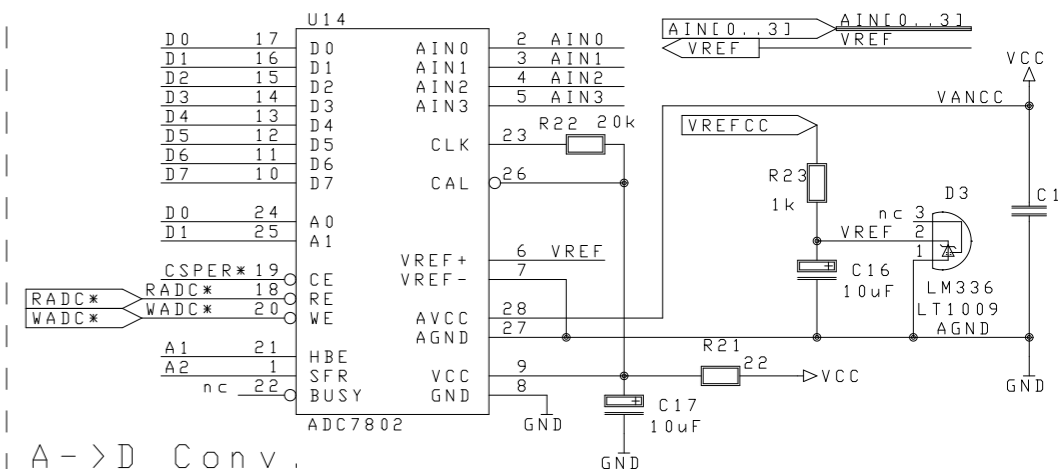 U14
D0 17 D0 AIN0 2 AIN0
D1 16 D1 AIN1 3 AIN1
D2 15 D2 AIN2 4 AIN2
D3 14 D3 AIN3 5 AIN3
D4 13 D4
D5 12 D5 CLK 23 R22 20k
D6 11 D6
D7 10 D7 CAL 26
D0 24 A0
D1 25 A1
VREF+ 6 VREF
CSPER* 19 CE VREF- 7
RADC* RADC* 18 RE
WADC* WADC* 20 WE AVCC 28
AGND 27
A1 21 HBE
A2 1 SFR VCC 9
nc 22 BUSY GND 8
ADC7802
GND
R21
22
VCC
C17
10uF
GND
AIN[0..3] AIN[0..3]
VREF VREF
VCC
VANCC
VREFCC
R23
1k
D3
nc 3
VREF 2
1
C1
C16
10uF
LM336
LT1009
AGND
GND
A->D Conv.